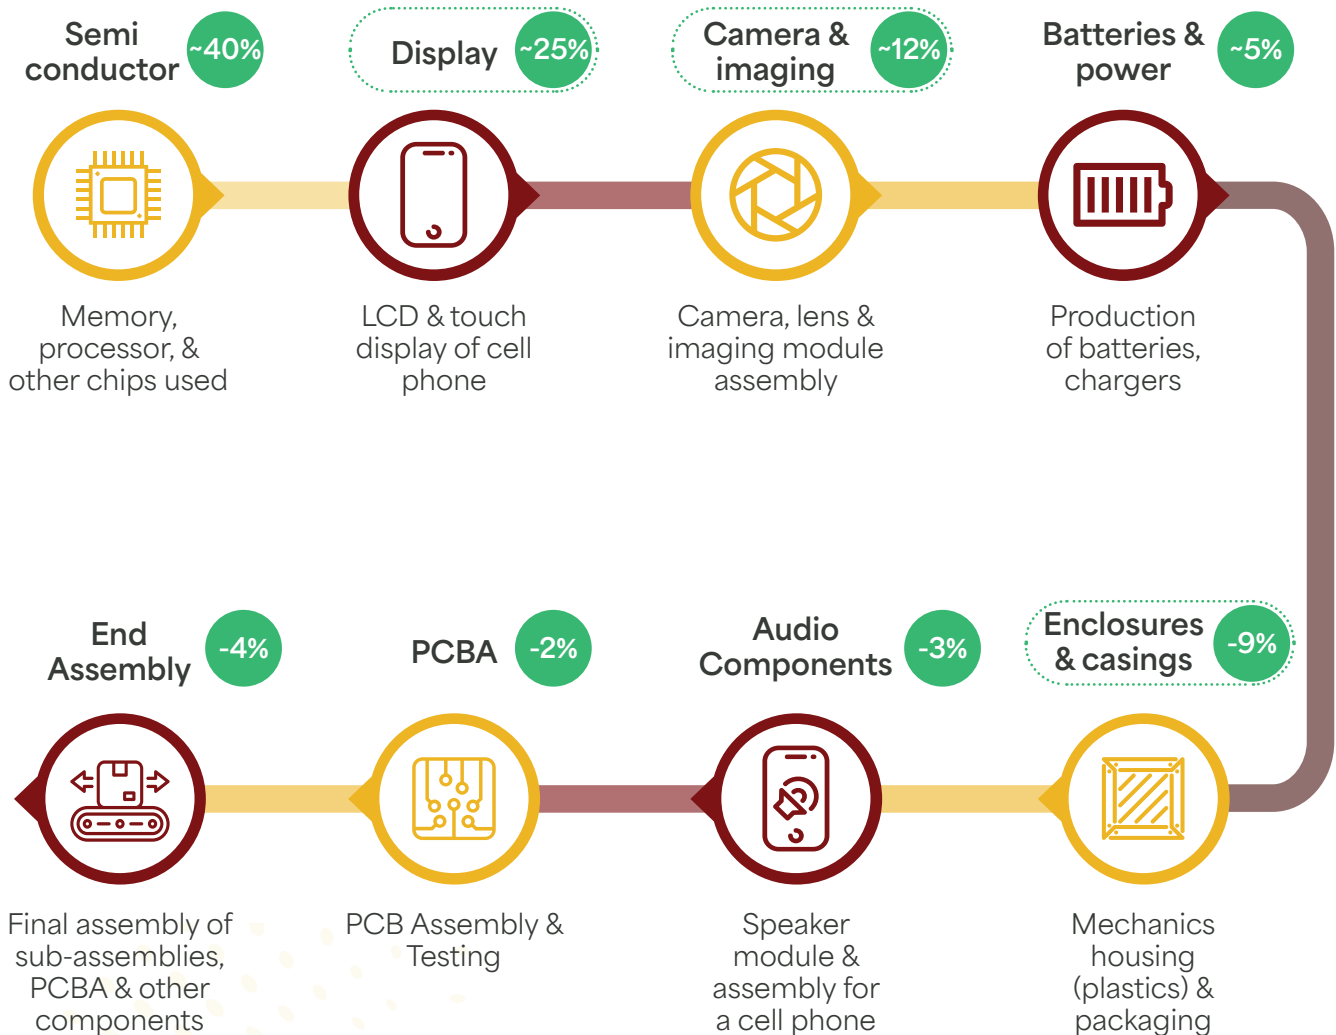 Semi
conductor
~40%
Display
~25%
Camera &
imaging
~12%
Batteries &
power
~5%
Memory,
processor, &
other chips used
LCD & touch
display of cell
phone
Camera, lens &
imaging module
assembly
Production
of batteries,
chargers
End
Assembly
-4%
PCBA
-2%
Audio
Components
-3%
Enclosures
& casings
-9%
Final assembly of
sub-assemblies,
PCBA & other
components
PCB Assembly &
Testing
Speaker
module &
assembly for
a cell phone
Mechanics
housing
(plastics) &
packaging